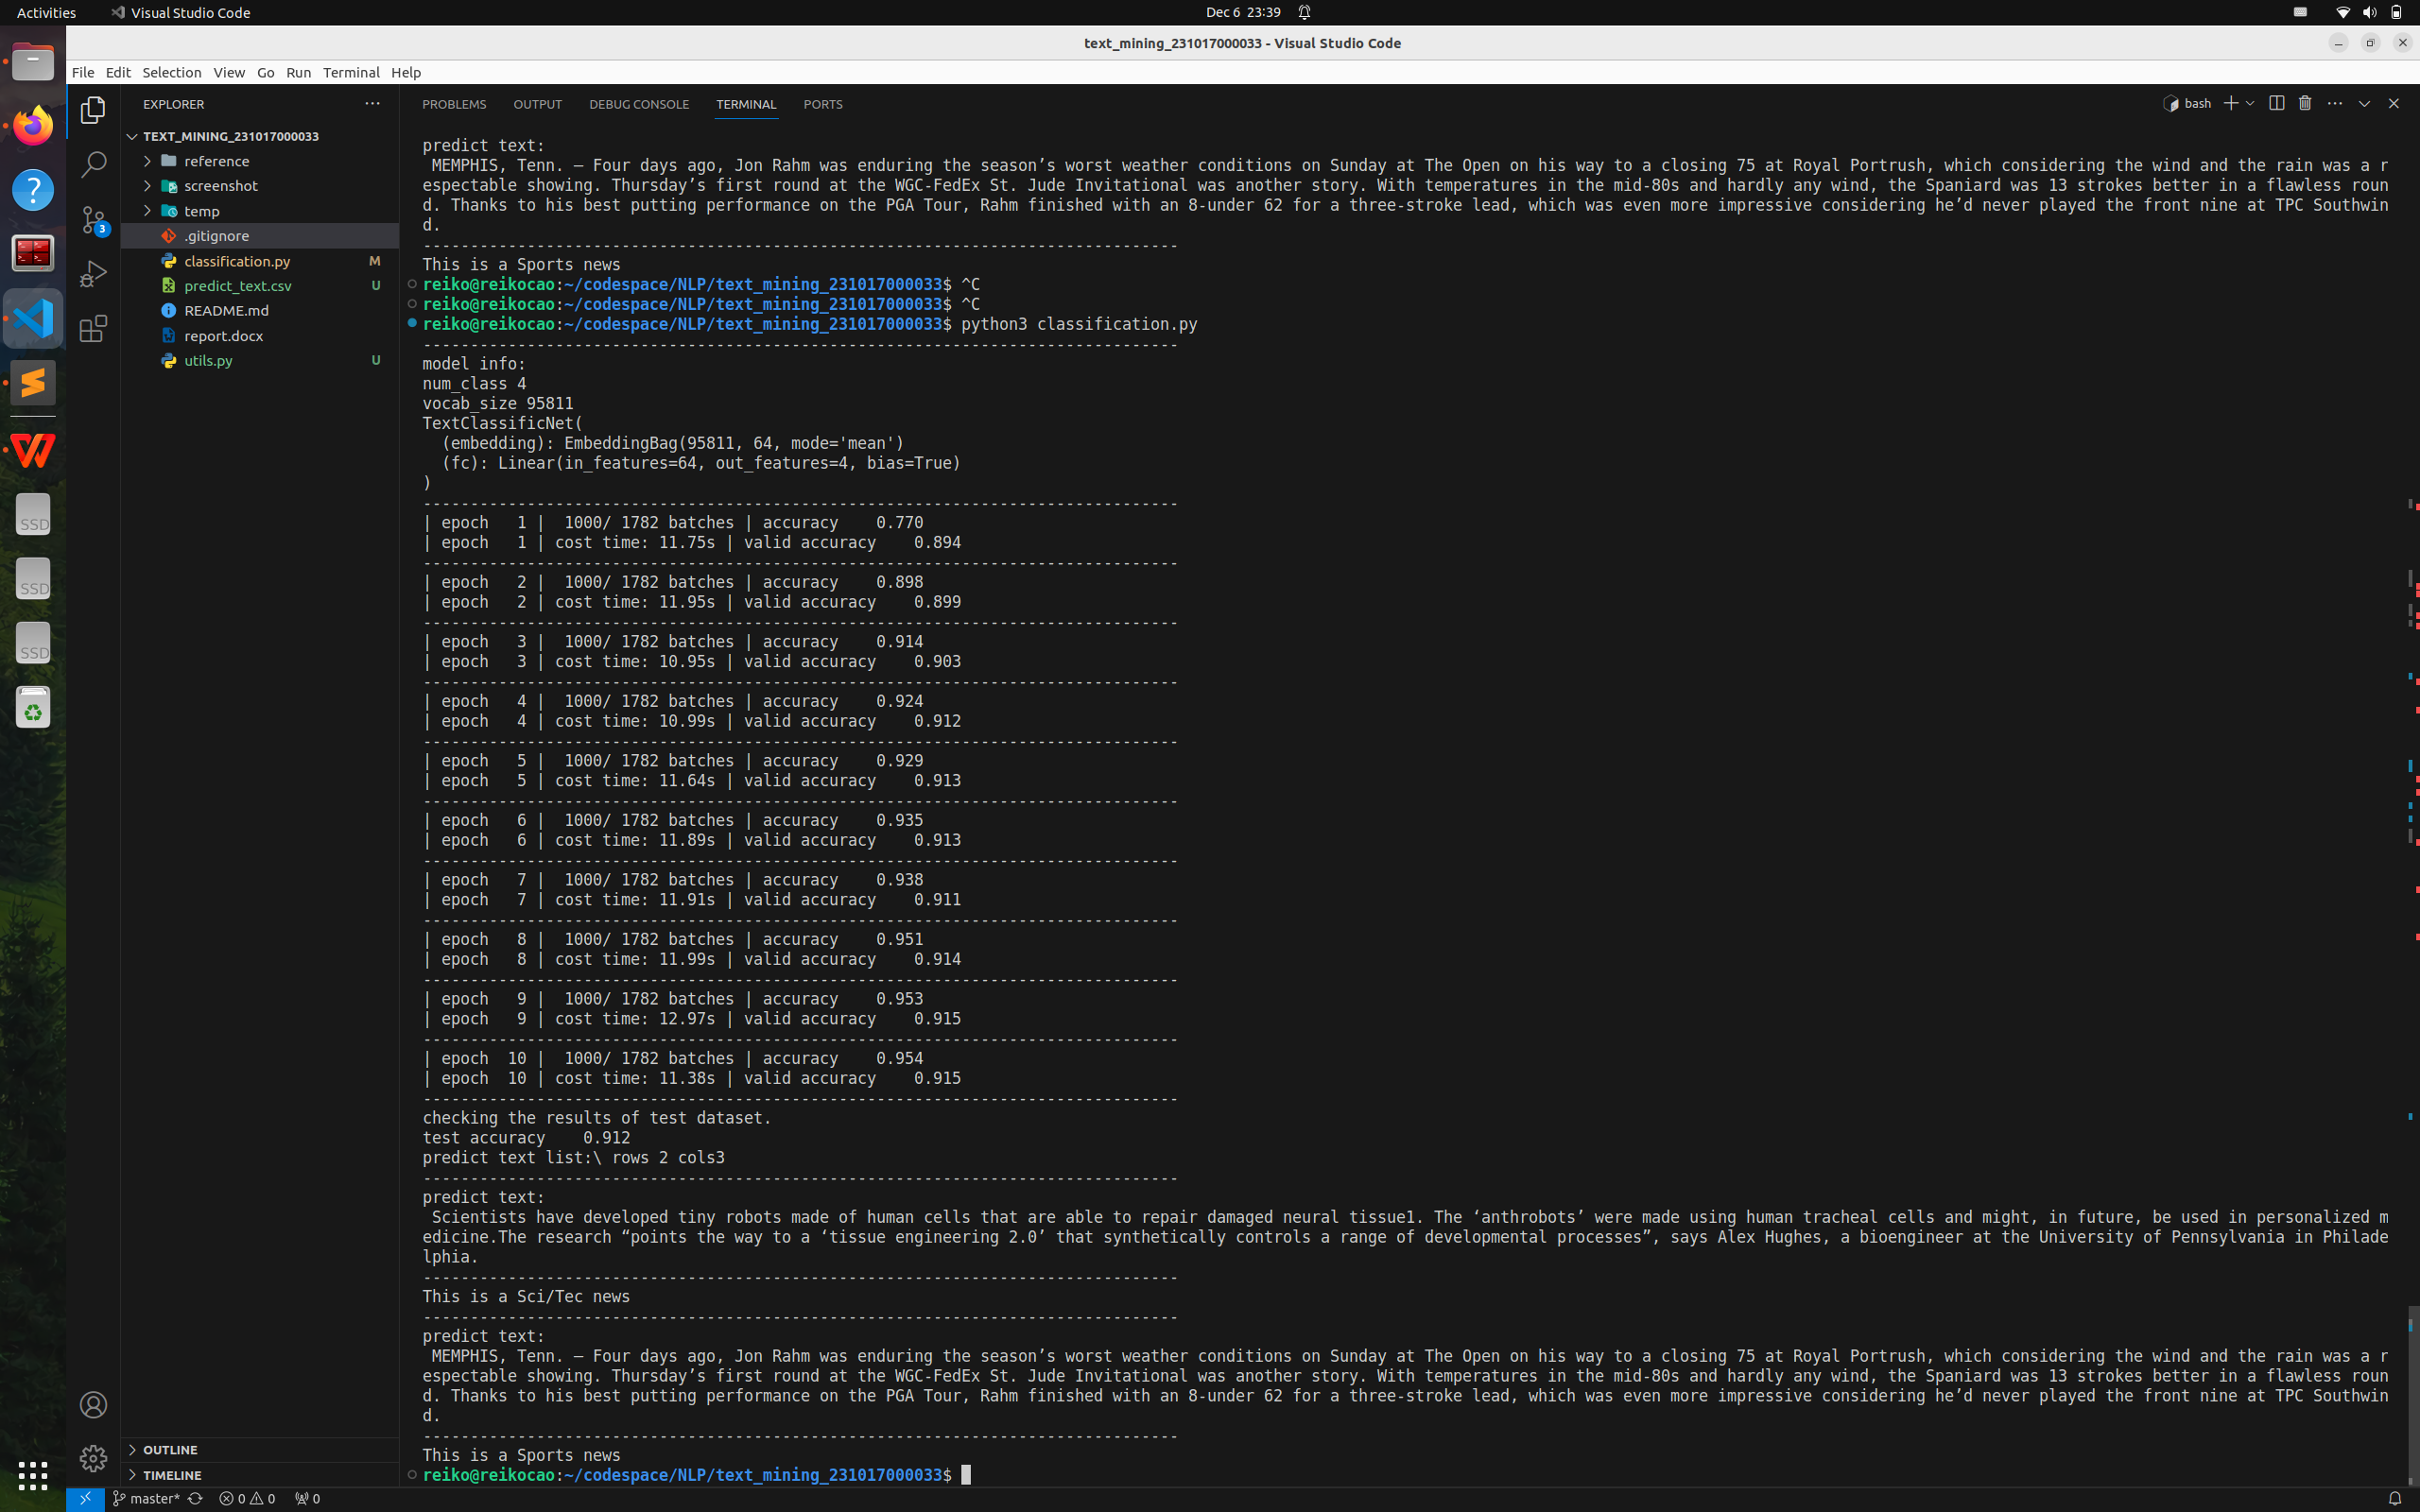 Activities Visual Studio Code Dec 6 23:39
text_mining_231017000033 - Visual Studio Code
File Edit Selection View Go Run Terminal Help
EXPLORER ···
TEXT_MINING_231017000033
reference
screenshot
temp
.gitignore
classification.py M
predict_text.csv U
README.md
report.docx
utils.py U
OUTLINE
TIMELINE
3
SSD
SSD
SSD
PROBLEMS OUTPUT DEBUG CONSOLE TERMINAL PORTS bash
predict text:
MEMPHIS, Tenn. — Four days ago, Jon Rahm was enduring the season’s worst weather conditions on Sunday at The Open on his way to a closing 75 at Royal Portrush, which considering the wind and the rain was a r
espectable showing. Thursday’s first round at the WGC-FedEx St. Jude Invitational was another story. With temperatures in the mid-80s and hardly any wind, the Spaniard was 13 strokes better in a flawless roun
d. Thanks to his best putting performance on the PGA Tour, Rahm finished with an 8-under 62 for a three-stroke lead, which was even more impressive considering he’d never played the front nine at TPC Southwin
d.
--------------------------------------------------------------------------------
This is a Sports news
reiko@reikocao:~/codespace/NLP/text_mining_231017000033$ ^C
reiko@reikocao:~/codespace/NLP/text_mining_231017000033$ ^C
reiko@reikocao:~/codespace/NLP/text_mining_231017000033$ python3 classification.py
--------------------------------------------------------------------------------
model info:
num_class 4
vocab_size 95811
TextClassificNet(
(embedding): EmbeddingBag(95811, 64, mode='mean')
(fc): Linear(in_features=64, out_features=4, bias=True)
)
--------------------------------------------------------------------------------
| epoch 1 | 1000/ 1782 batches | accuracy 0.770
| epoch 1 | cost time: 11.75s | valid accuracy 0.894
--------------------------------------------------------------------------------
| epoch 2 | 1000/ 1782 batches | accuracy 0.898
| epoch 2 | cost time: 11.95s | valid accuracy 0.899
--------------------------------------------------------------------------------
| epoch 3 | 1000/ 1782 batches | accuracy 0.914
| epoch 3 | cost time: 10.95s | valid accuracy 0.903
--------------------------------------------------------------------------------
| epoch 4 | 1000/ 1782 batches | accuracy 0.924
| epoch 4 | cost time: 10.99s | valid accuracy 0.912
--------------------------------------------------------------------------------
| epoch 5 | 1000/ 1782 batches | accuracy 0.929
| epoch 5 | cost time: 11.64s | valid accuracy 0.913
--------------------------------------------------------------------------------
| epoch 6 | 1000/ 1782 batches | accuracy 0.935
| epoch 6 | cost time: 11.89s | valid accuracy 0.913
--------------------------------------------------------------------------------
| epoch 7 | 1000/ 1782 batches | accuracy 0.938
| epoch 7 | cost time: 11.91s | valid accuracy 0.911
--------------------------------------------------------------------------------
| epoch 8 | 1000/ 1782 batches | accuracy 0.951
| epoch 8 | cost time: 11.99s | valid accuracy 0.914
--------------------------------------------------------------------------------
| epoch 9 | 1000/ 1782 batches | accuracy 0.953
| epoch 9 | cost time: 12.97s | valid accuracy 0.915
--------------------------------------------------------------------------------
| epoch 10 | 1000/ 1782 batches | accuracy 0.954
| epoch 10 | cost time: 11.38s | valid accuracy 0.915
--------------------------------------------------------------------------------
checking the results of test dataset.
test accuracy 0.912
predict text list:\ rows 2 cols3
--------------------------------------------------------------------------------
predict text:
Scientists have developed tiny robots made of human cells that are able to repair damaged neural tissue1. The ‘anthrobots’ were made using human tracheal cells and might, in future, be used in personalized m
edicine.The research “points the way to a ‘tissue engineering 2.0’ that synthetically controls a range of developmental processes”, says Alex Hughes, a bioengineer at the University of Pennsylvania in Philade
lphia.
--------------------------------------------------------------------------------
This is a Sci/Tec news
--------------------------------------------------------------------------------
predict text:
MEMPHIS, Tenn. — Four days ago, Jon Rahm was enduring the season’s worst weather conditions on Sunday at The Open on his way to a closing 75 at Royal Portrush, which considering the wind and the rain was a r
espectable showing. Thursday’s first round at the WGC-FedEx St. Jude Invitational was another story. With temperatures in the mid-80s and hardly any wind, the Spaniard was 13 strokes better in a flawless roun
d. Thanks to his best putting performance on the PGA Tour, Rahm finished with an 8-under 62 for a three-stroke lead, which was even more impressive considering he’d never played the front nine at TPC Southwin
d.
--------------------------------------------------------------------------------
This is a Sports news
reiko@reikocao:~/codespace/NLP/text_mining_231017000033$
master* 0 0 0